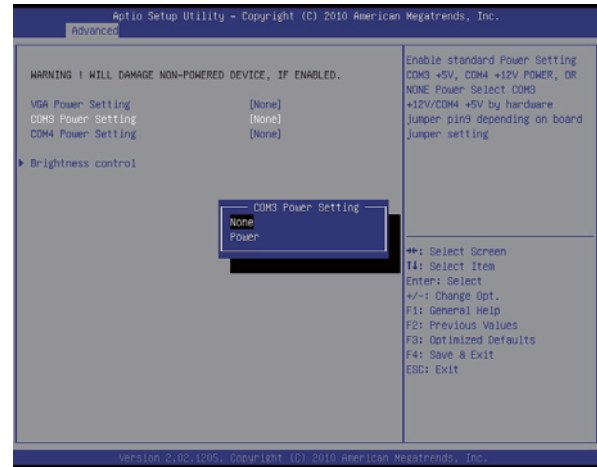 Aptio Setup Utility - Copyright (C) 2010 American Megatrends, Inc.
Advanced
WARNING ! WILL DAMAGE NON-POWERED DEVICE, IF ENABLED.
VGA Power Setting [None]
COM3 Power Setting [None]
COM4 Power Setting [None]
Brightness control
COM3 Power Setting
None
Power
Enable standard Power Setting
COM3 +5V, COM4 +12V POWER, OR
NONE Power Select COM3
+12V/COM4 +5V by hardware
jumper pin9 depending on board
jumper setting
→←: Select Screen
↑↓: Select Item
Enter: Select
+/-: Change Opt.
F1: General Help
F2: Previous Values
F3: Optimized Defaults
F4: Save & Exit
ESC: Exit
Version 2.02.1205. Copyright (C) 2010 American Megatrends, Inc.